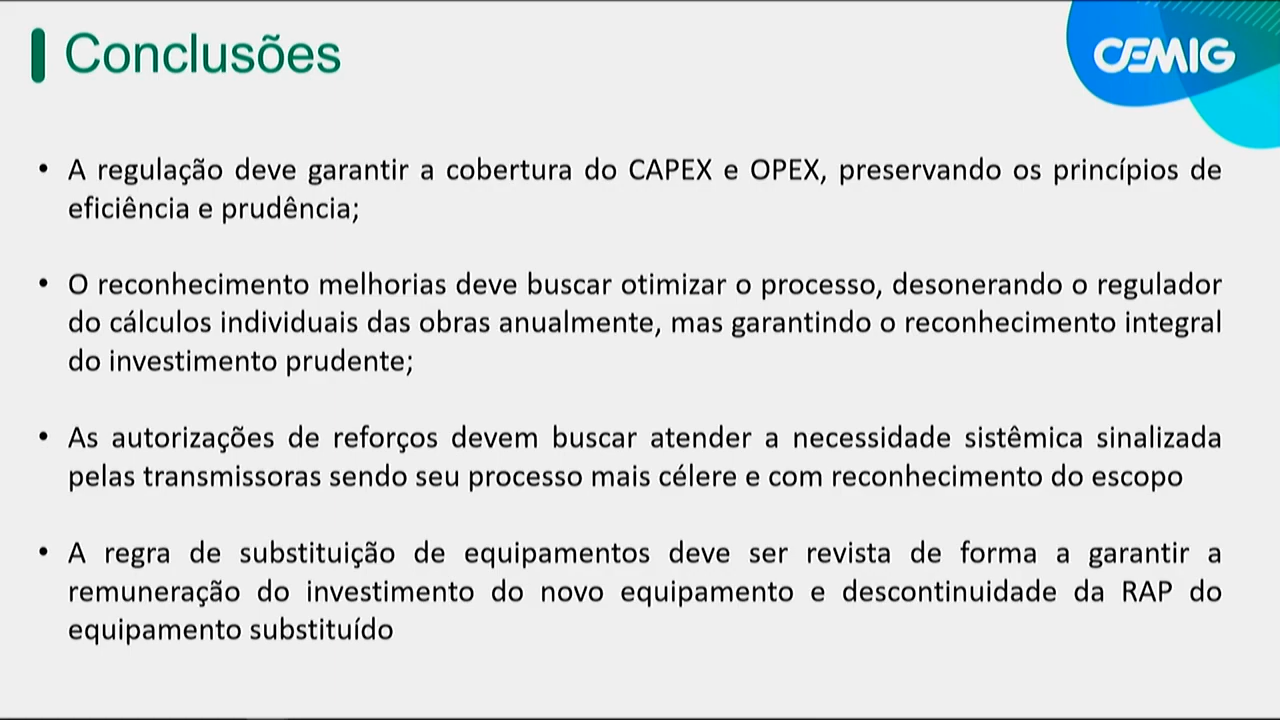 Conclusões
CEMIG
• A regulação deve garantir a cobertura do CAPEX e OPEX, preservando os princípios de
eficiência e prudência;
• O reconhecimento melhorias deve buscar otimizar o processo, desonerando o regulador
do cálculos individuais das obras anualmente, mas garantindo o reconhecimento integral
do investimento prudente;
• As autorizações de reforços devem buscar atender a necessidade sistêmica sinalizada
pelas transmissoras sendo seu processo mais célere e com reconhecimento do escopo
• A regra de substituição de equipamentos deve ser revista de forma a garantir a
remuneração do investimento do novo equipamento e descontinuidade da RAP do
equipamento substituído